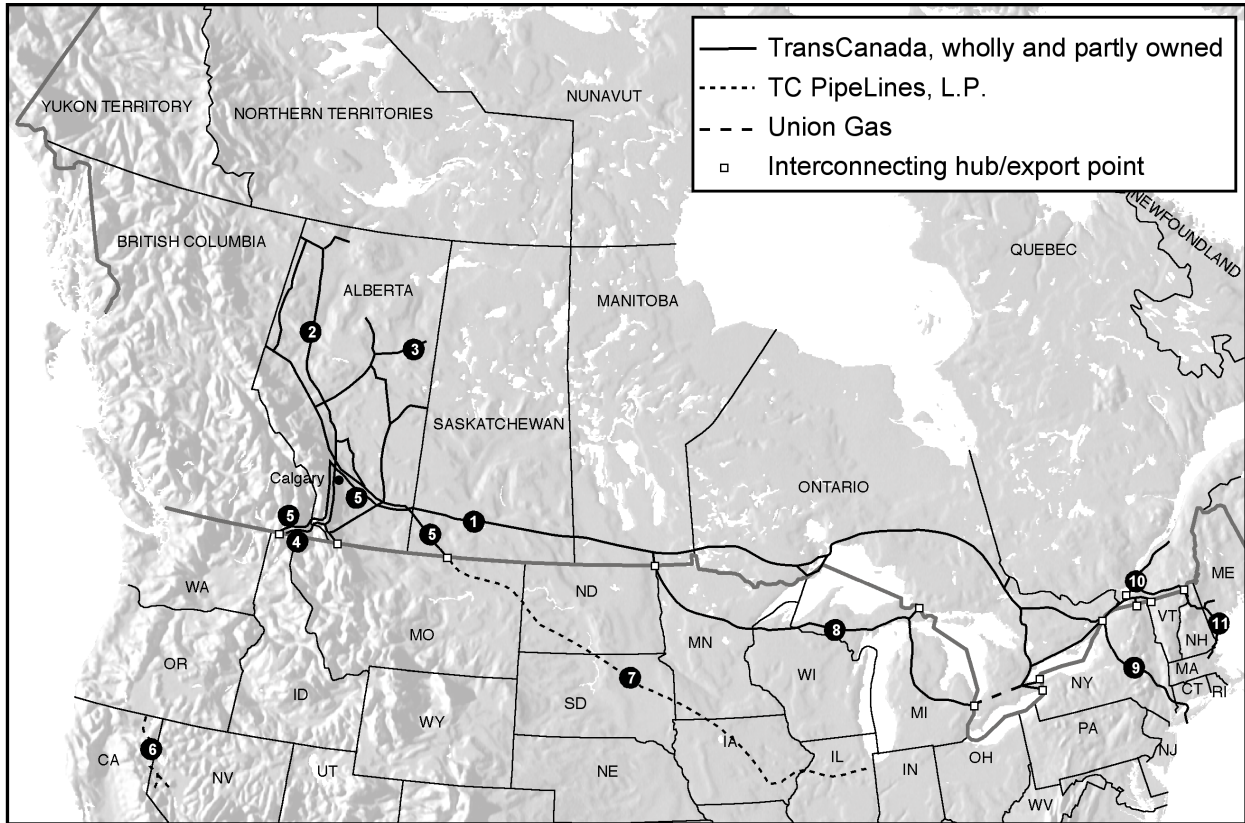 TransCanada, wholly and partly owned
TC PipeLines, L.P.
Union Gas
Interconnecting hub/export point
YUKON TERRITORY
NORTHERN TERRITORIES
NUNAVUT
NEWFOUNDLAND
BRITISH COLUMBIA
QUEBEC
ALBERTA
MANITOBA
2
3
SASKATCHEWAN
Calgary
ONTARIO
5
5
1
4
5
WA
ND
10
ME
MO
MN
8
VT
11
NH
OR
ID
SD
7
WI
9
MA
NY
CT
RI
WY
MI
PA
CA
6
NV
UT
NE
IA
IL
IN
OH
NJ
WV